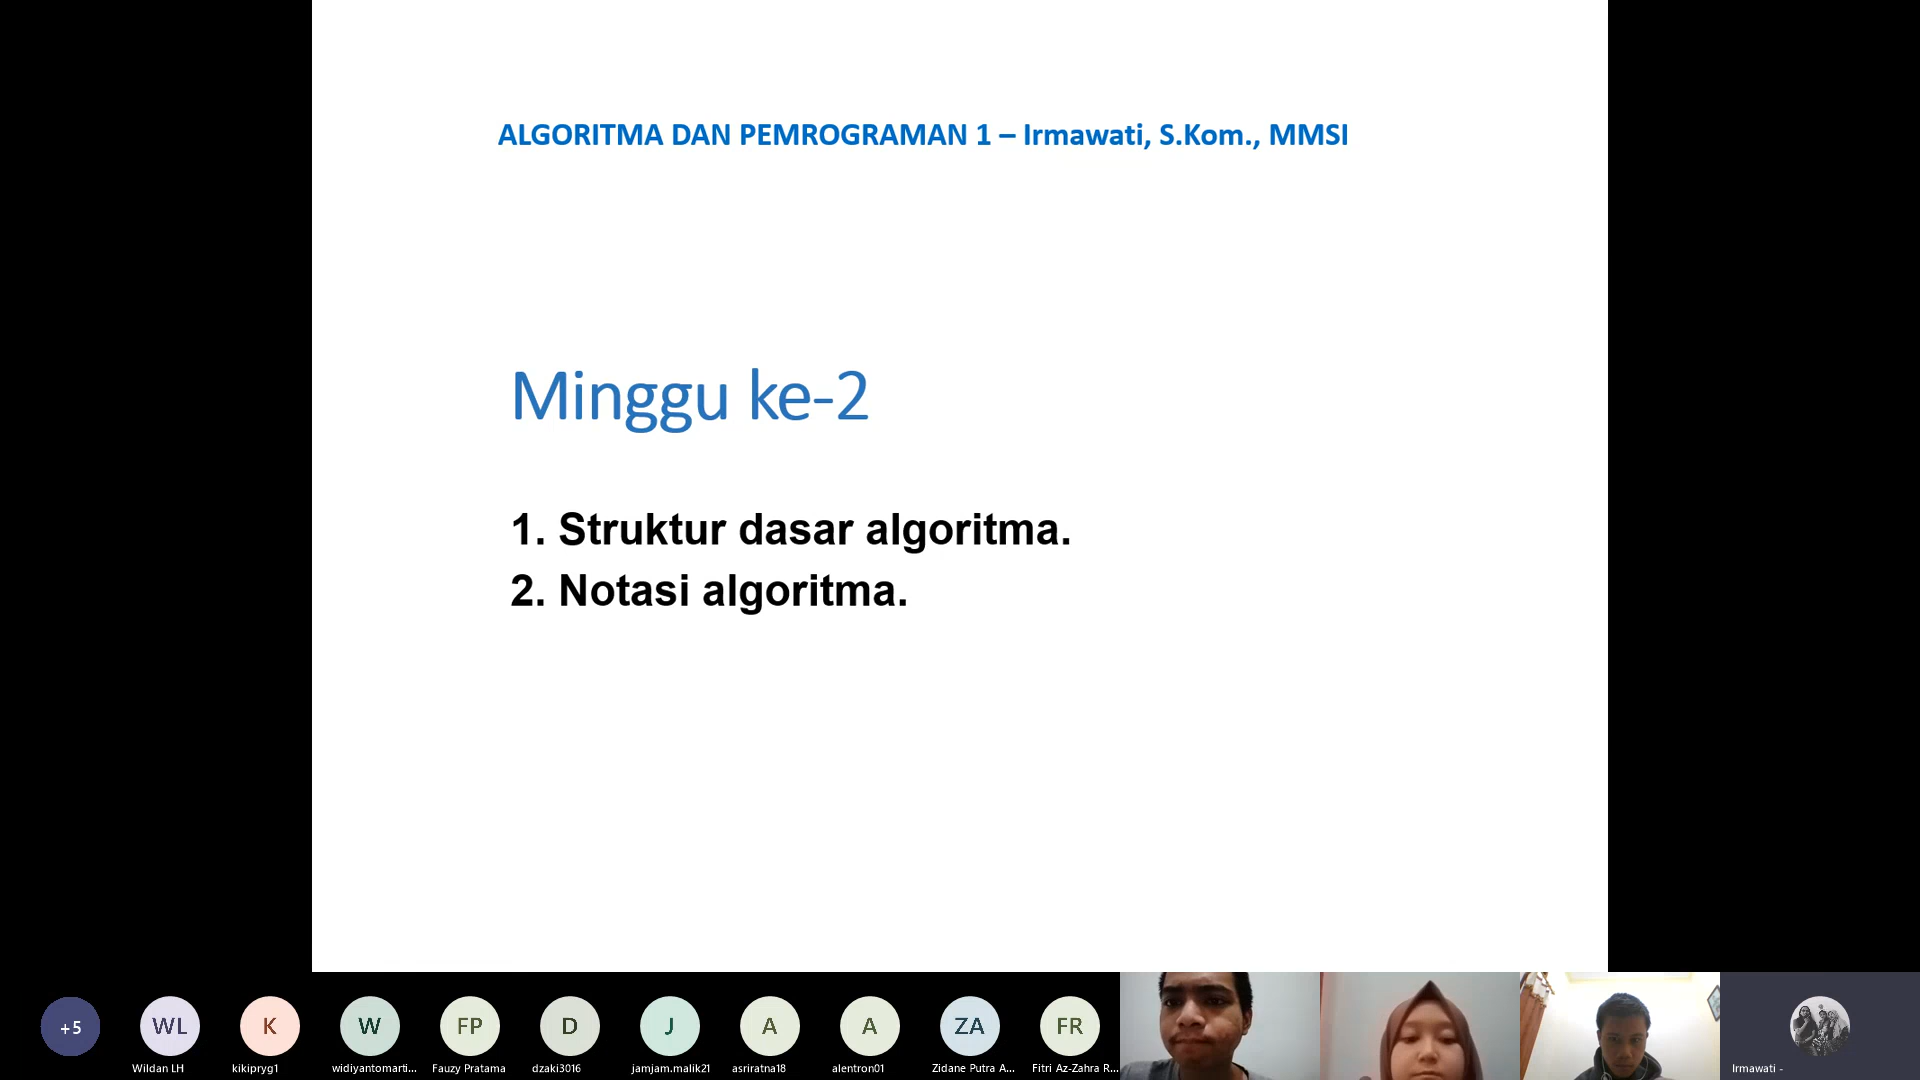 ALGORITMA DAN PEMROGRAMAN 1 – Irmawati, S.Kom., MMSI
Minggu ke-2
1. Struktur dasar algoritma.
2. Notasi algoritma.
+5
WL
K
W
FP
D
J
A
A
ZA
FR
Wildan LH
kikipryg1
widiyantomarti...
Fauzy Pratama
dzaki3016
jamjam.malik21
asriratna18
alentron01
Zidane Putra A...
Fitri Az-Zahra R...
Irmawati -